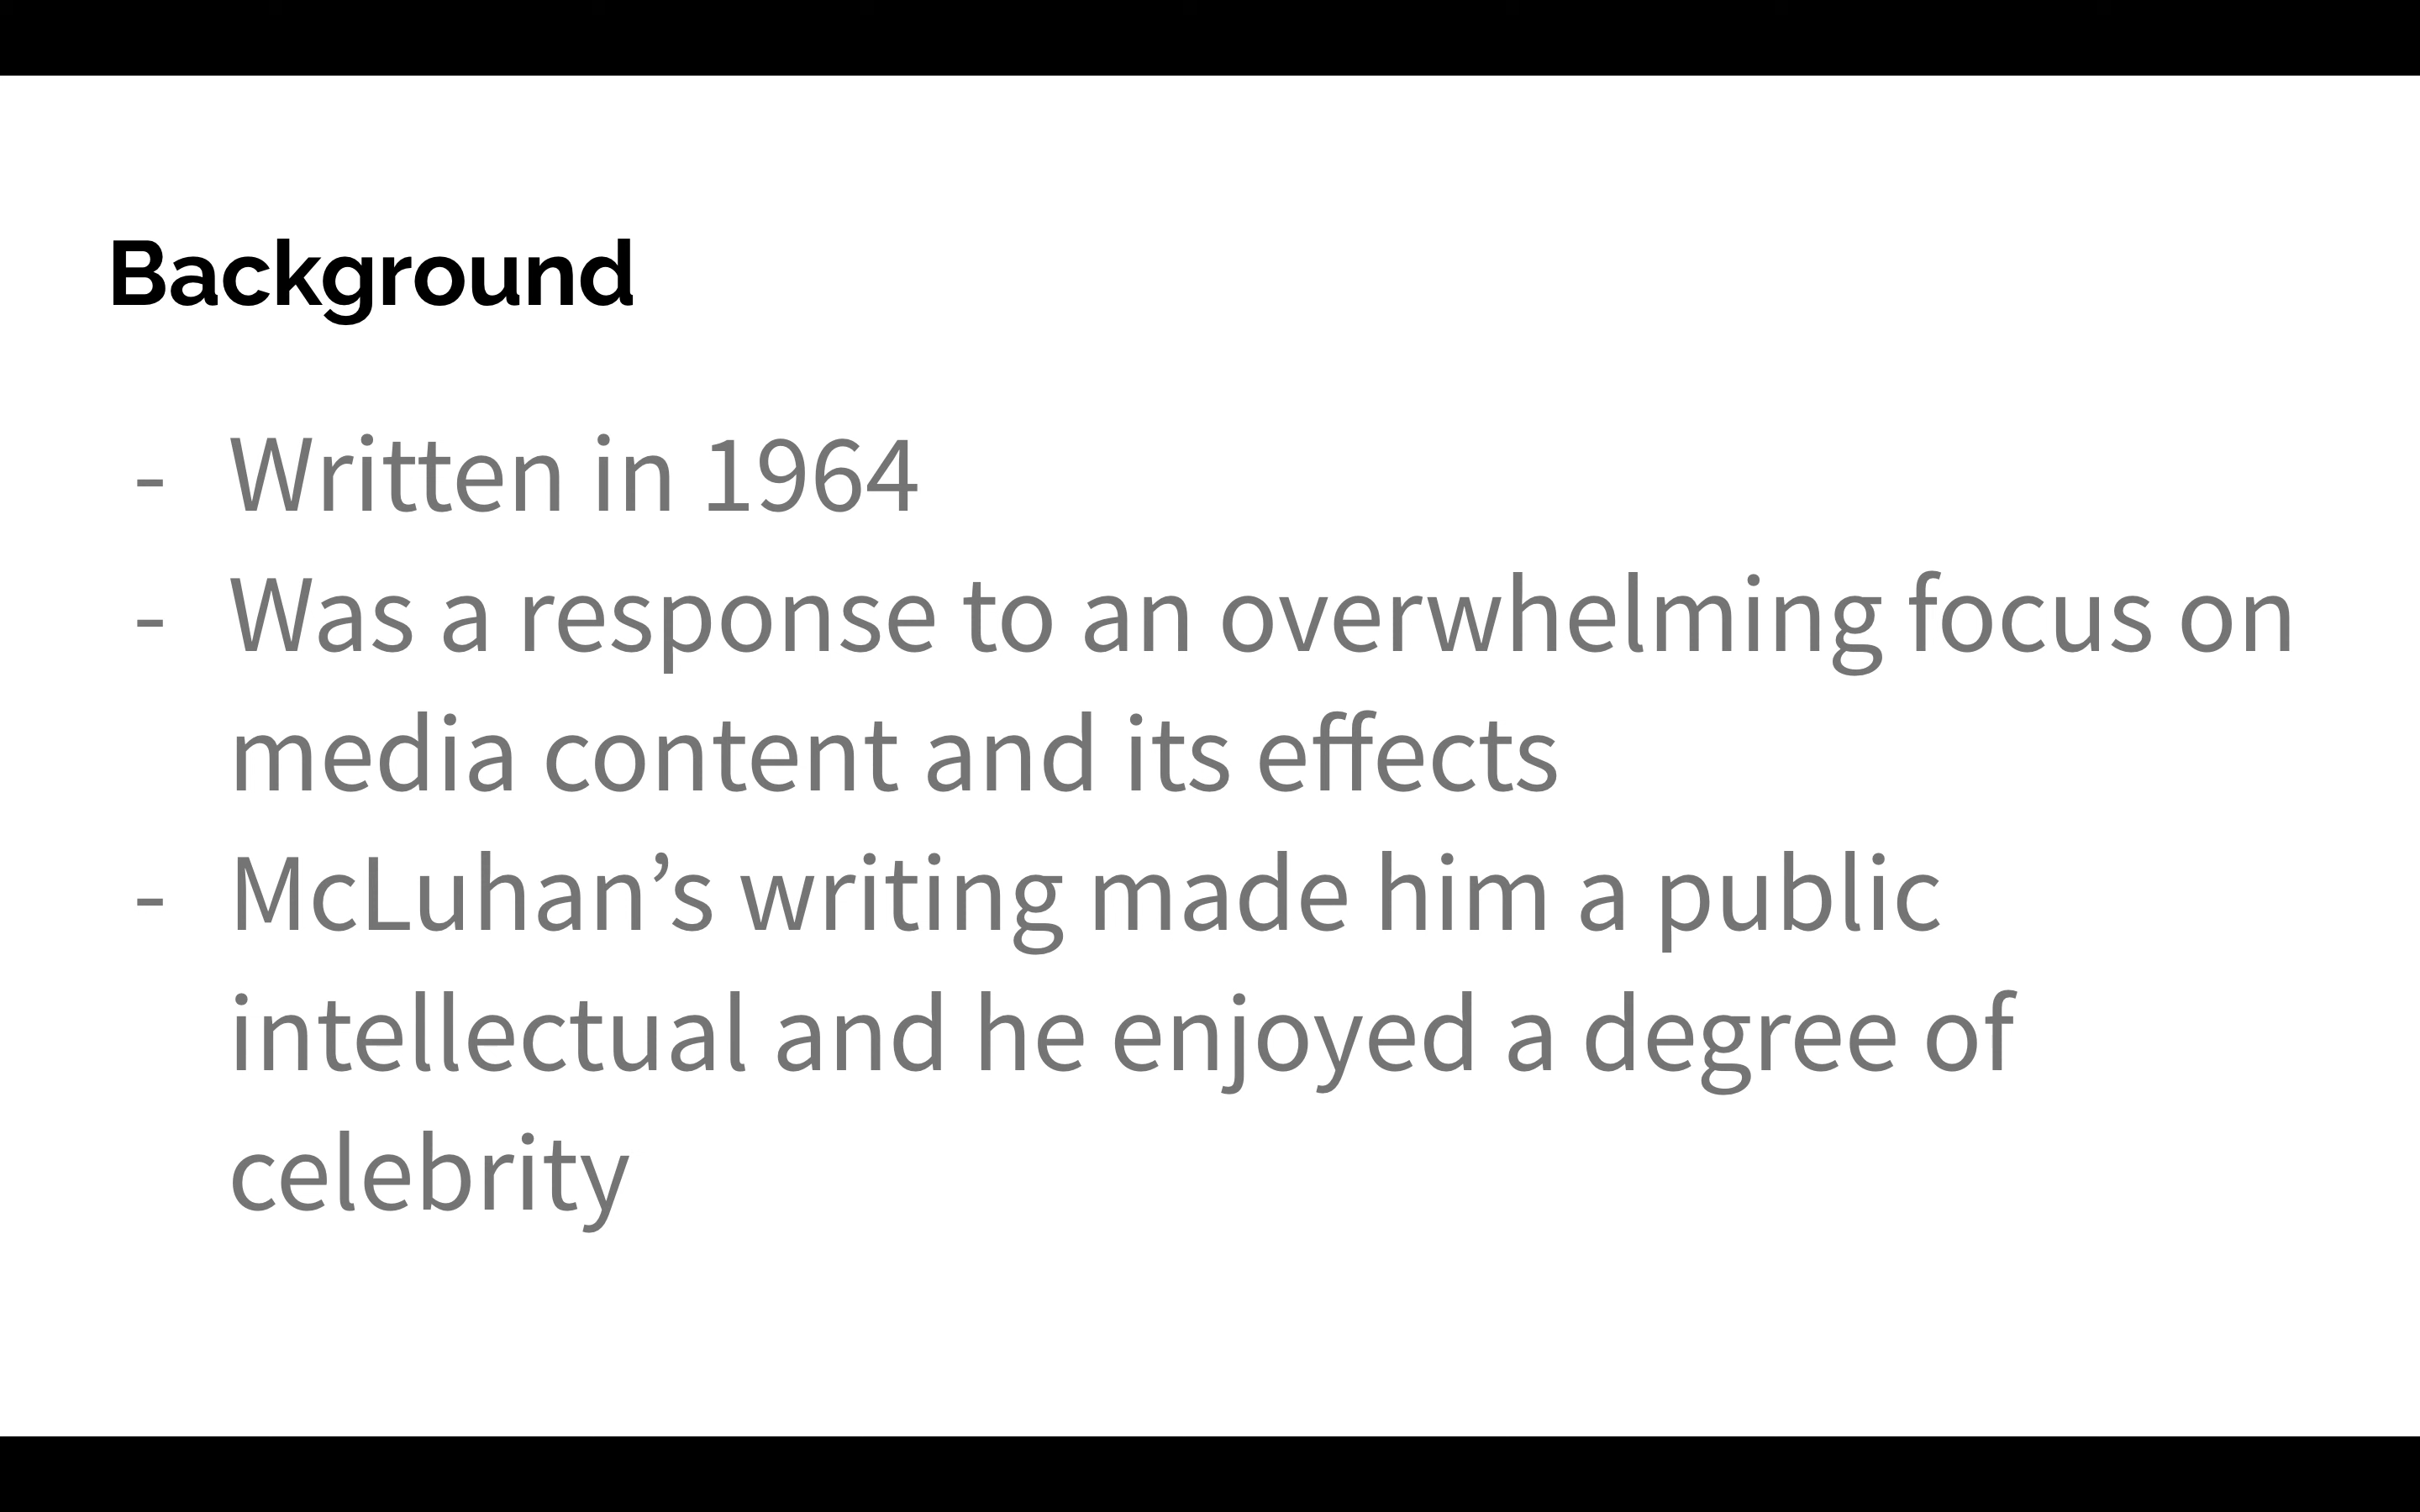 Background
- Written in 1964
- Was a response to an overwhelming focus on
media content and its effects
- McLuhan’s writing made him a public
intellectual and he enjoyed a degree of
celebrity